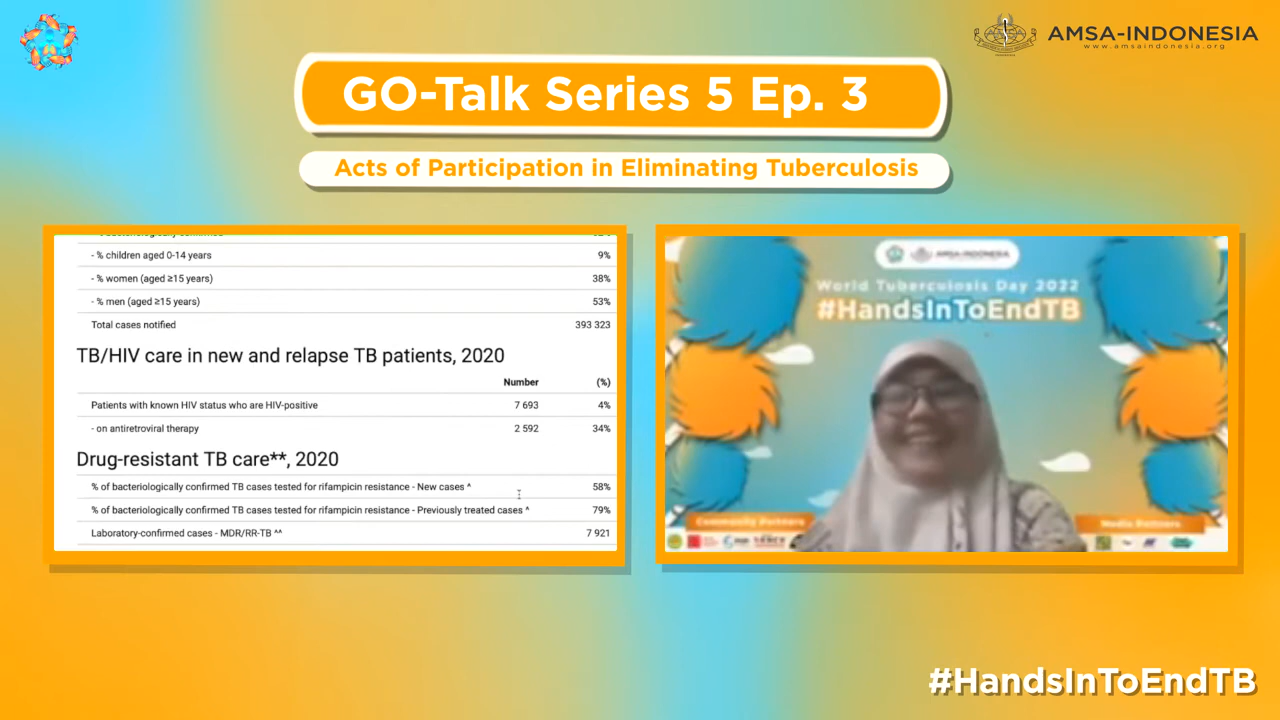 AMSA-INDONESIA
www.amsaindonesia.org
GO-Talk Series 5 Ep. 3
Acts of Participation in Eliminating Tuberculosis
- % children aged 0-14 years 9%
- % women (aged ≥15 years) 38%
- % men (aged ≥15 years) 53%
Total cases notified 393 323
TB/HIV care in new and relapse TB patients, 2020
Number (%)
Patients with known HIV status who are HIV-positive 7 693 4%
- on antiretroviral therapy 2 592 34%
Drug-resistant TB care**, 2020
% of bacteriologically confirmed TB cases tested for rifampicin resistance - New cases ^ 58%
% of bacteriologically confirmed TB cases tested for rifampicin resistance - Previously treated cases ^ 79%
Laboratory-confirmed cases - MDR/RR-TB ^^ 7 921
AMSA-INDONESIA
World Tuberculosis Day 2022
#HandsInToEndTB
Community Partners
Media Partners
#HandsInToEndTB